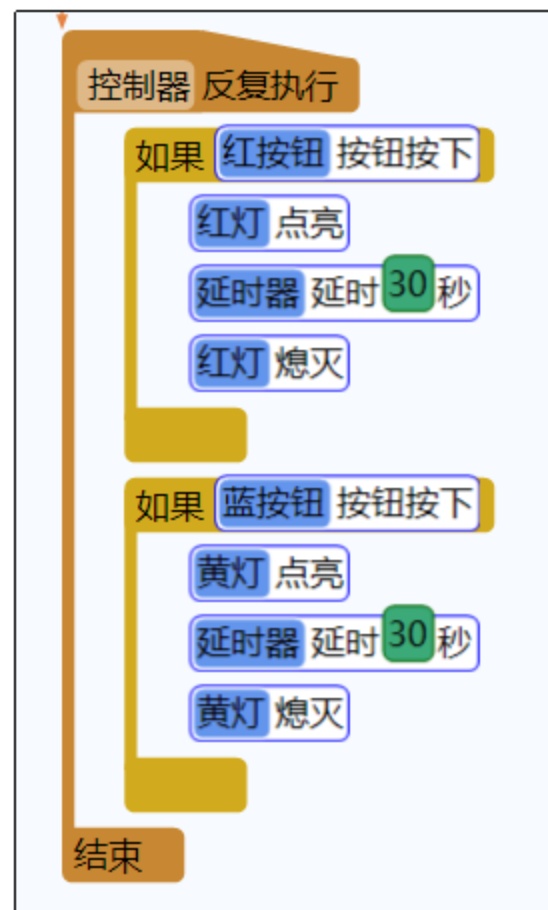 控制器 反复执行
如果 红按钮 按钮按下
红灯 点亮
延时器 延时 30 秒
红灯 熄灭
如果 蓝按钮 按钮按下
黄灯 点亮
延时器 延时 30 秒
黄灯 熄灭
结束